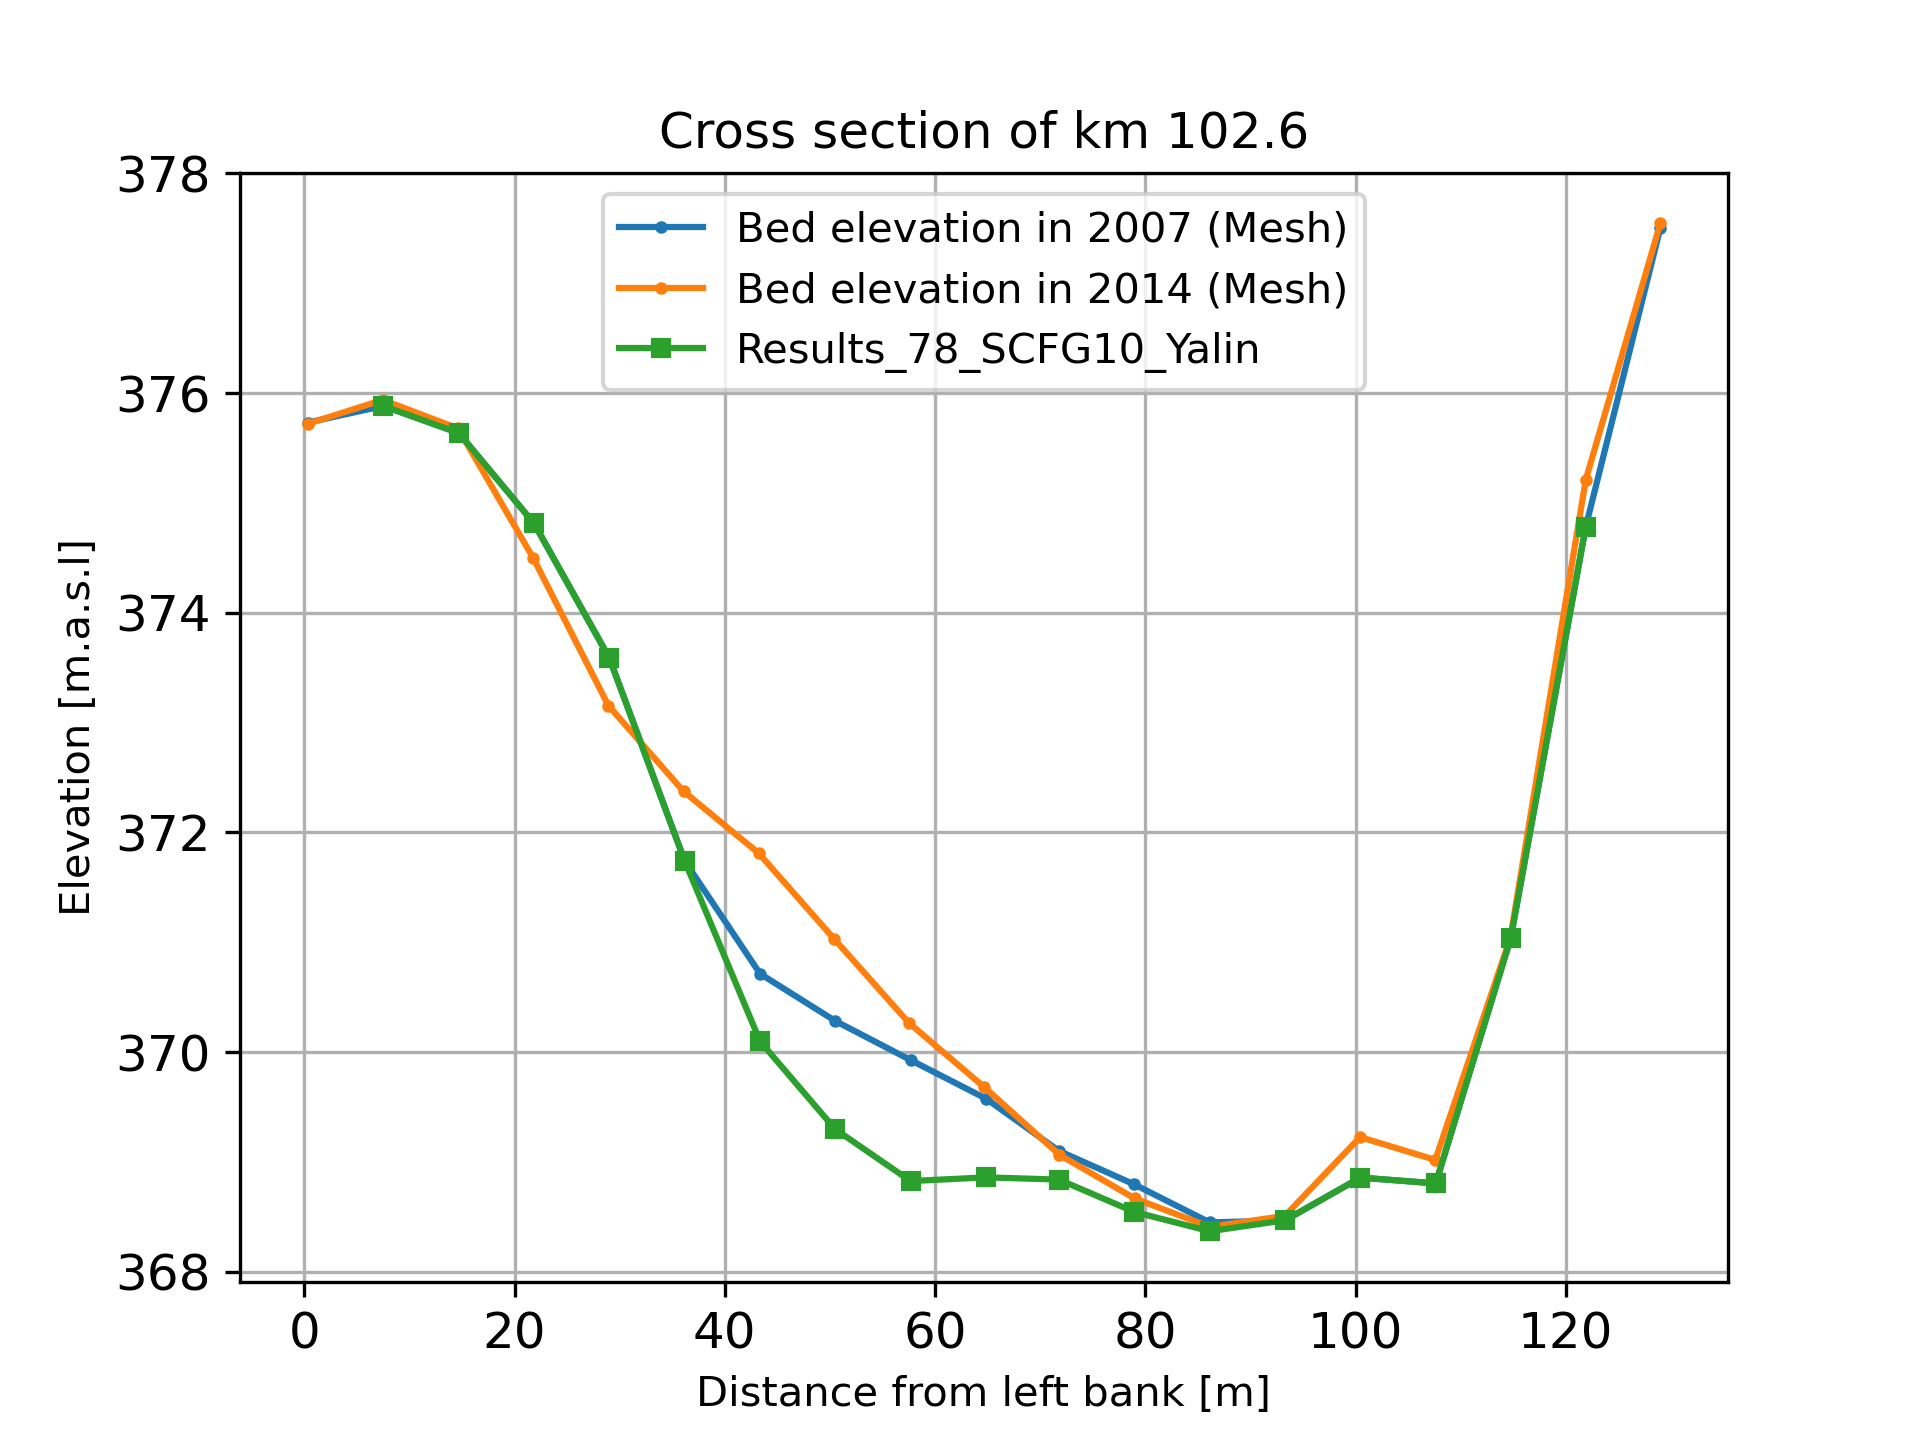 Cross section of km 102.6
Bed elevation in 2007 (Mesh)
Bed elevation in 2014 (Mesh)
Results_78_SCFG10_Yalin
Elevation [m.a.s.l]
378
376
374
372
370
368
0 20 40 60 80 100 120
Distance from left bank [m]